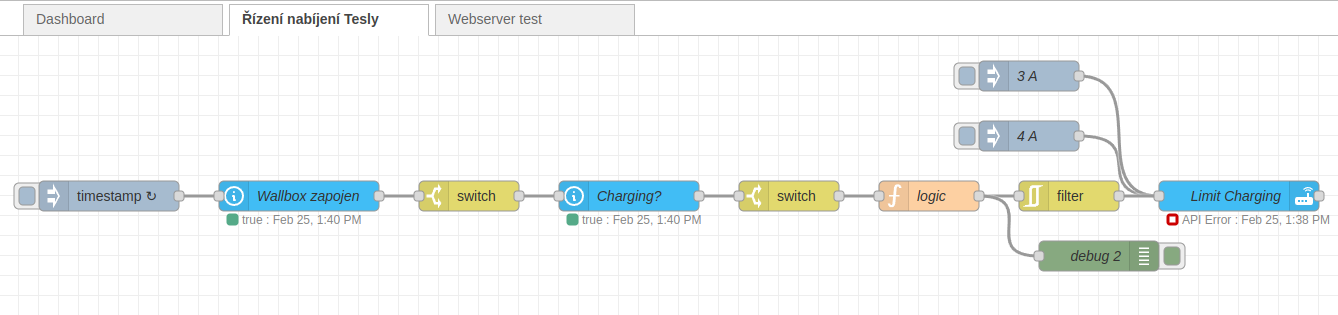 Dashboard
Řízení nabíjení Tesly
Webserver test
3 A
4 A
timestamp ↻
Wallbox zapojen
switch
Charging?
switch
logic
filter
Limit Charging
true : Feb 25, 1:40 PM
true : Feb 25, 1:40 PM
API Error : Feb 25, 1:38 PM
debug 2